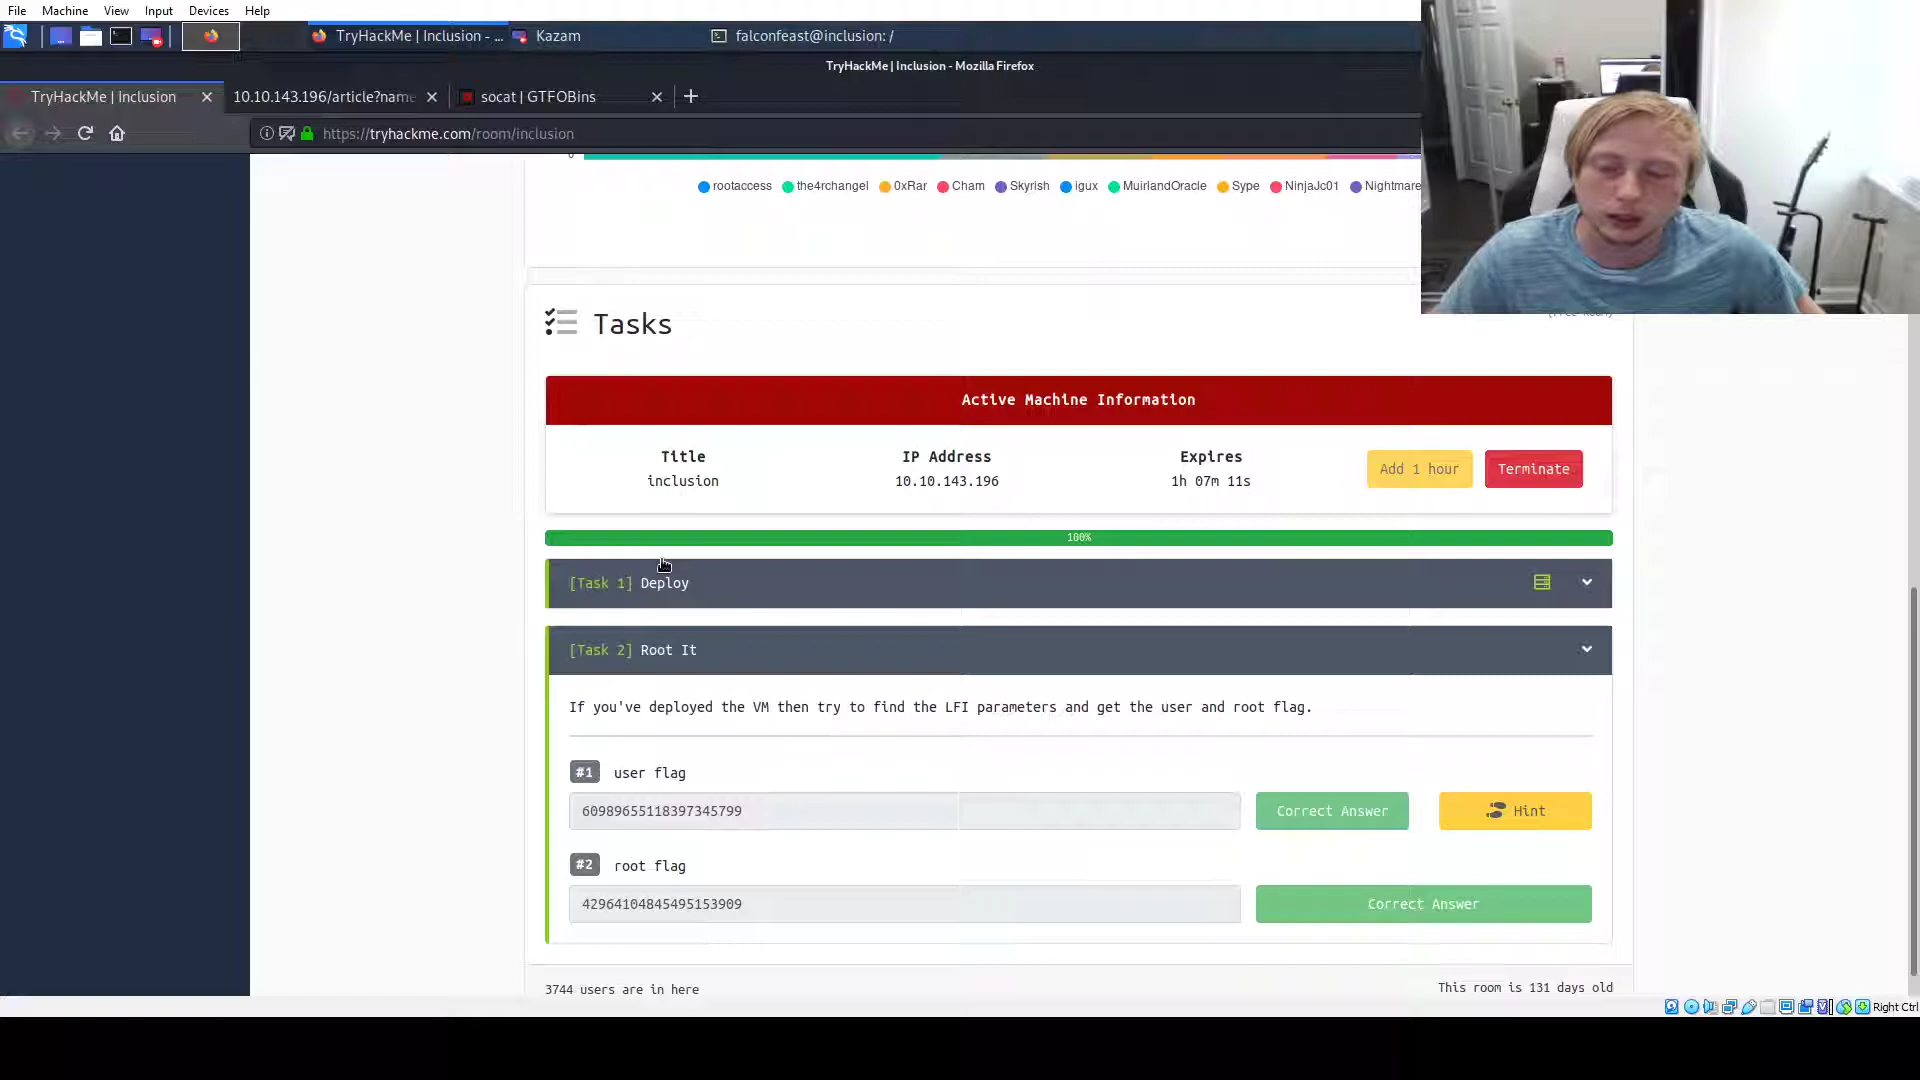 File Machine View Input Devices Help
TryHackMe | Inclusion - ... Kazam falconfeast@inclusion: /
TryHackMe | Inclusion - Mozilla Firefox
TryHackMe | Inclusion 10.10.143.196/article?name socat | GTFOBins
https://tryhackme.com/room/inclusion
0
rootaccess the4rchangel 0xRar Cham Skyrish igux MuirlandOracle Sype NinjaJc01 Nightmare
Tasks
Active Machine Information
Title IP Address Expires
inclusion 10.10.143.196 1h 07m 11s
Add 1 hour Terminate
100%
[Task 1] Deploy
[Task 2] Root It
If you've deployed the VM then try to find the LFI parameters and get the user and root flag.
#1 user flag
60989655118397345799 Correct Answer Hint
#2 root flag
42964104845495153909 Correct Answer
3744 users are in here This room is 131 days old
Right Ctrl